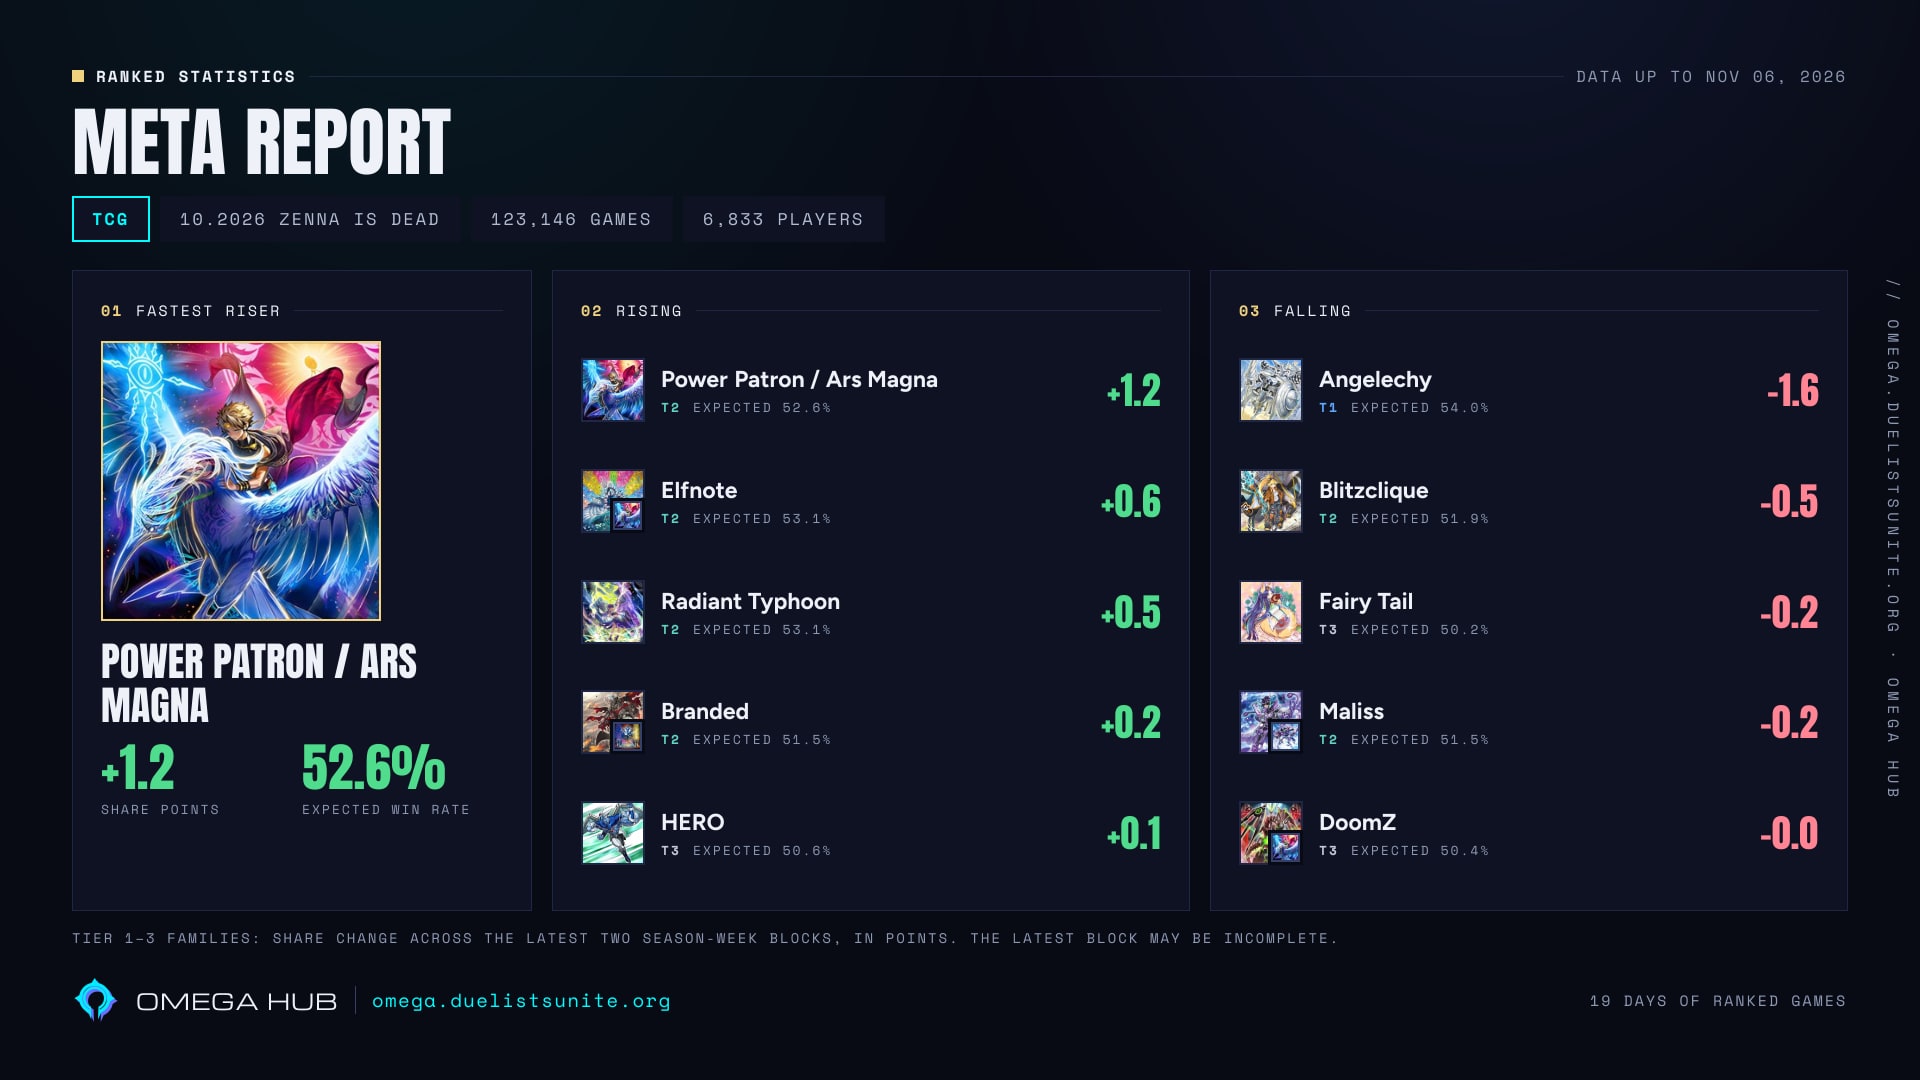 RANKED STATISTICS
DATA UP TO NOV 06, 2026
META REPORT
TCG
10.2026 ZENNA IS DEAD
123,146 GAMES
6,833 PLAYERS
01 FASTEST RISER
POWER PATRON / ARS
MAGNA
+1.2
SHARE POINTS
52.6%
EXPECTED WIN RATE
02 RISING
Power Patron / Ars Magna
T2 EXPECTED 52.6%
+1.2
Elfnote
T2 EXPECTED 53.1%
+0.6
Radiant Typhoon
T2 EXPECTED 53.1%
+0.5
Branded
T2 EXPECTED 51.5%
+0.2
HERO
T3 EXPECTED 50.6%
+0.1
03 FALLING
Angelechy
T1 EXPECTED 54.0%
-1.6
Blitzclique
T2 EXPECTED 51.9%
-0.5
Fairy Tail
T3 EXPECTED 50.2%
-0.2
Maliss
T2 EXPECTED 51.5%
-0.2
DoomZ
T3 EXPECTED 50.4%
-0.0
// OMEGA.DUELISTSUNITE.ORG · OMEGA HUB
TIER 1–3 FAMILIES: SHARE CHANGE ACROSS THE LATEST TWO SEASON-WEEK BLOCKS, IN POINTS. THE LATEST BLOCK MAY BE INCOMPLETE.
OMEGA HUB
omega.duelistsunite.org
19 DAYS OF RANKED GAMES